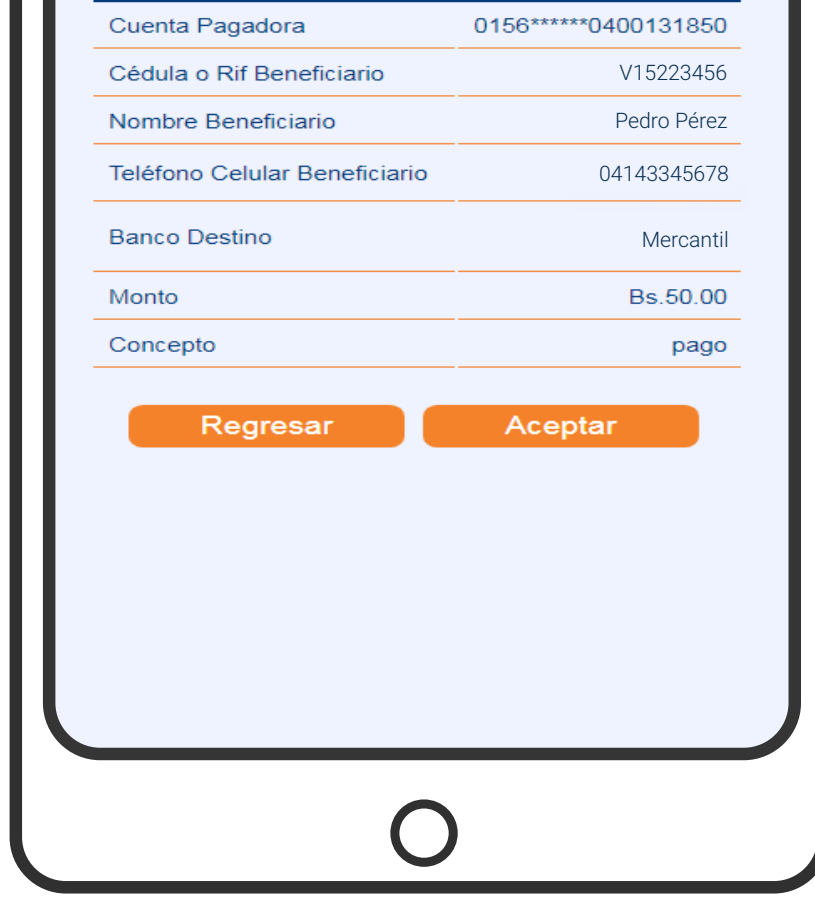 Cuenta Pagadora 0156******0400131850
Cédula o Rif Beneficiario V15223456
Nombre Beneficiario Pedro Pérez
Teléfono Celular Beneficiario 04143345678
Banco Destino Mercantil
Monto Bs.50.00
Concepto pago
Regresar Aceptar